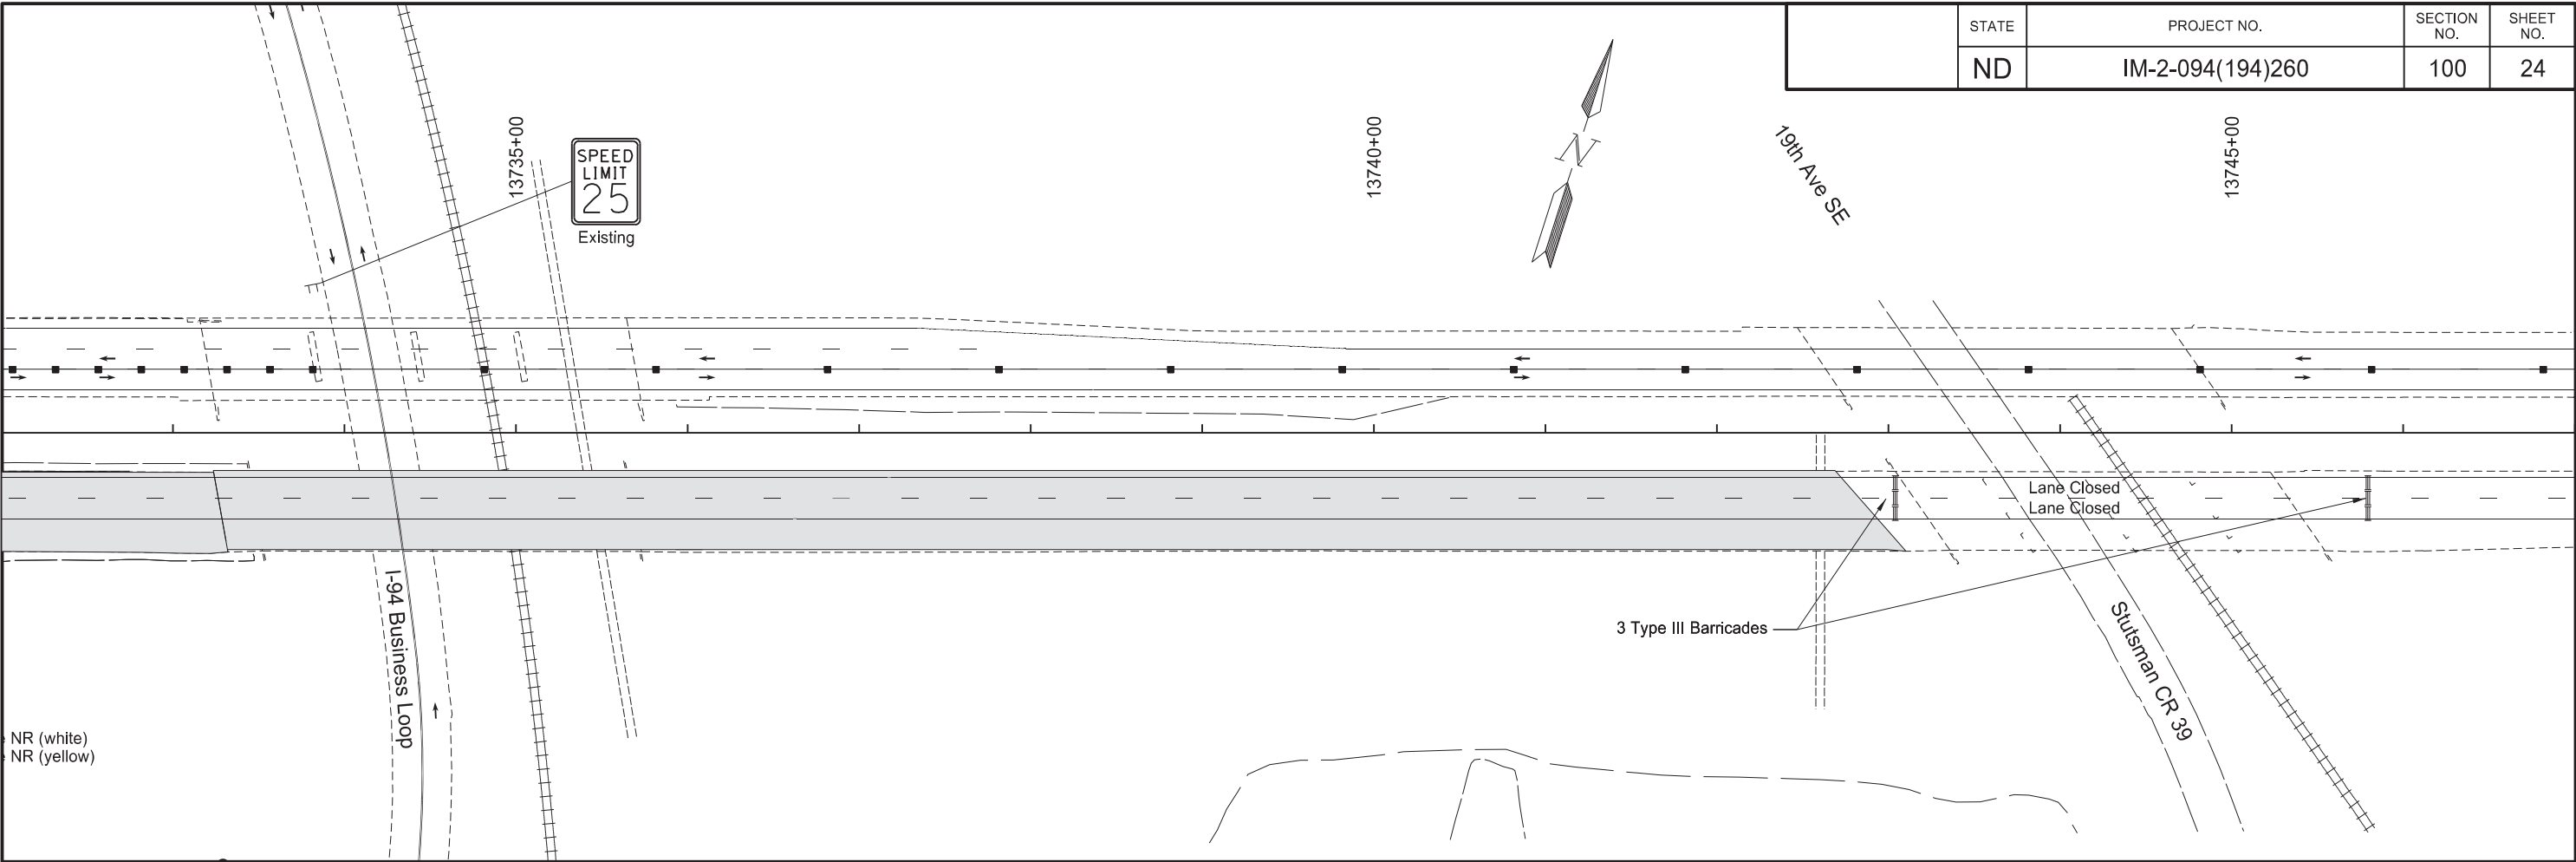 STATE
PROJECT NO.
SECTION
NO.
SHEET
NO.
ND
IM-2-094(194)260
100
24
13735+00
SPEED
LIMIT
25
Existing
N
13740+00
19th Ave SE
13745+00
Lane Closed
Lane Closed
3 Type III Barricades
I-94 Business Loop
Stutsman CR 39
NR (white)
NR (yellow)